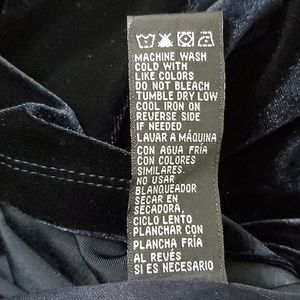 MACHINE WASH
COLD WITH
LIKE COLORS
DO NOT BLEACH
TUMBLE DRY LOW
COOL IRON ON
REVERSE SIDE
IF NEEDED
LAVAR A MÁQUINA
CON AGUA FRÍA
CON COLORES
SIMILARES.
NO USAR
BLANQUEADOR
SECAR EN
SECADORA,
CICLO LENTO
PLANCHAR CON
PLANCHA FRÍA
AL REVÉS
SI ES NECESARIO